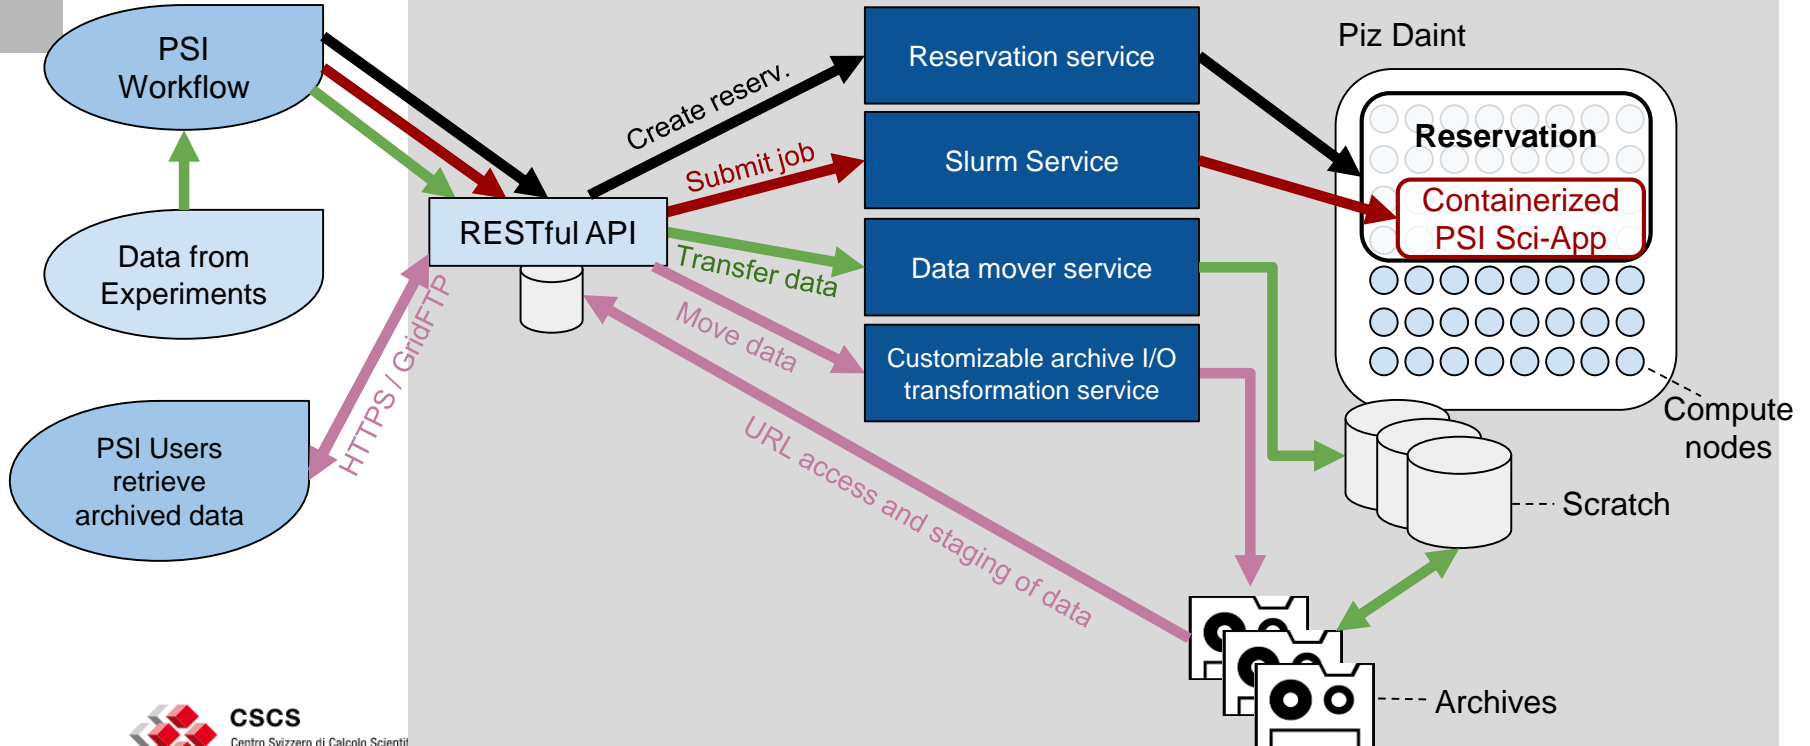 PSI
Workflow
Data from
Experiments
PSI Users
retrieve
archived data
HTTPS / GridFTP
RESTful API
Create reserv.
Submit job
Transfer data
Move data
URL access and staging of data
Reservation service
Slurm Service
Data mover service
Customizable archive I/O
transformation service
Piz Daint
Reservation
Containerized
PSI Sci-App
Compute
nodes
Scratch
Archives
CSCS
Centro Svizzero di Calcolo Scientif